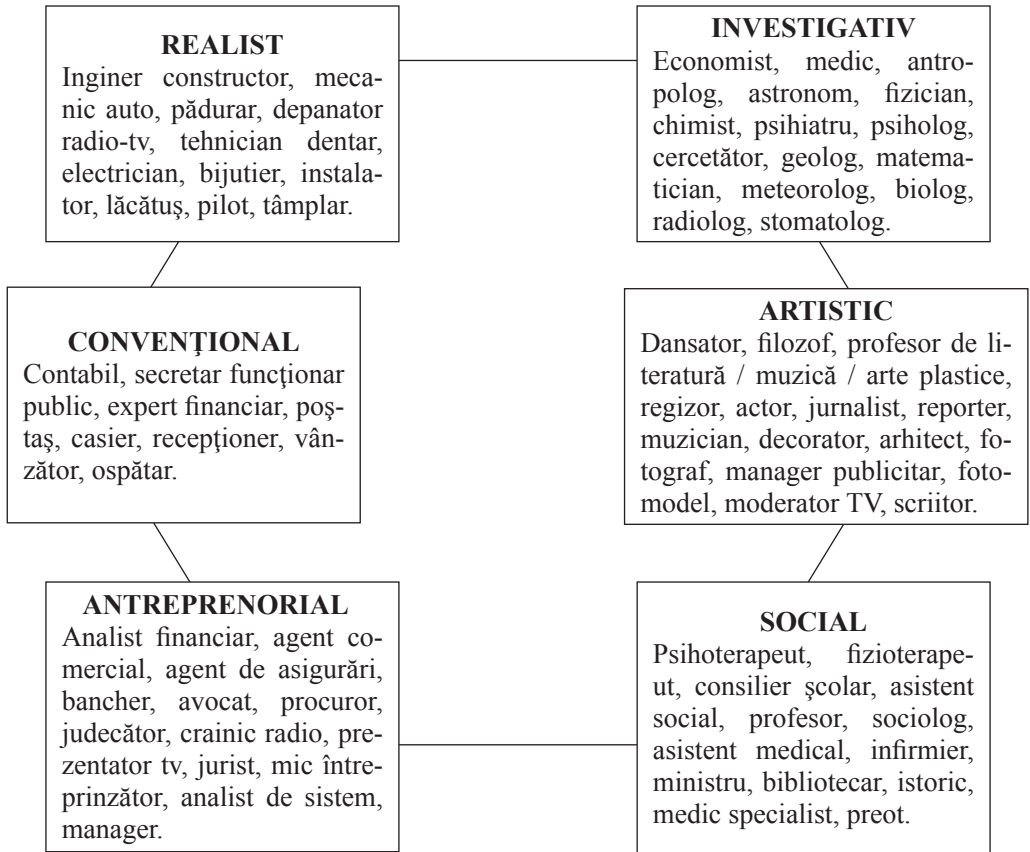 REALIST
Inginer constructor, meca-
nic auto, pădurar, depanator
radio-tv, tehnician dentar,
electrician, bijutier, instala-
tor, lăcătuş, pilot, tâmplar.
INVESTIGATIV
Economist, medic, antro-
polog, astronom, fizician,
chimist, psihiatru, psiholog,
cercetător, geolog, matema-
tician, meteorolog, biolog,
radiolog, stomatolog.
CONVENŢIONAL
Contabil, secretar funcţionar
public, expert financiar, poş-
taş, casier, recepţioner, vân-
zător, ospătar.
ARTISTIC
Dansator, filozof, profesor de li-
teratură / muzică / arte plastice,
regizor, actor, jurnalist, reporter,
muzician, decorator, arhitect, fo-
tograf, manager publicitar, foto-
model, moderator TV, scriitor.
ANTREPRENORIAL
Analist financiar, agent co-
mercial, agent de asigurări,
bancher, avocat, procuror,
judecător, crainic radio, pre-
zentator tv, jurist, mic între-
prinzător, analist de sistem,
manager.
SOCIAL
Psihoterapeut, fizioterape-
ut, consilier şcolar, asistent
social, profesor, sociolog,
asistent medical, infirmier,
ministru, bibliotecar, istoric,
medic specialist, preot.